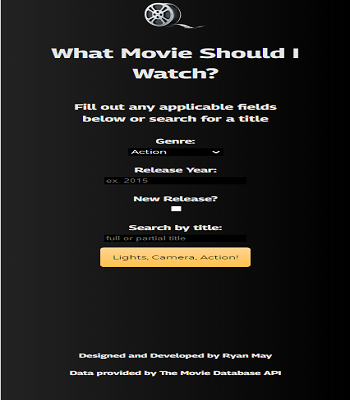 What Movie Should I
Watch?
Fill out any applicable fields
below or search for a title
Genre:
Action
Release Year:
ex. 2015
New Release?
Search by title:
full or partial title
Lights, Camera, Action!
Designed and Developed by Ryan May
Data provided by The Movie Database API